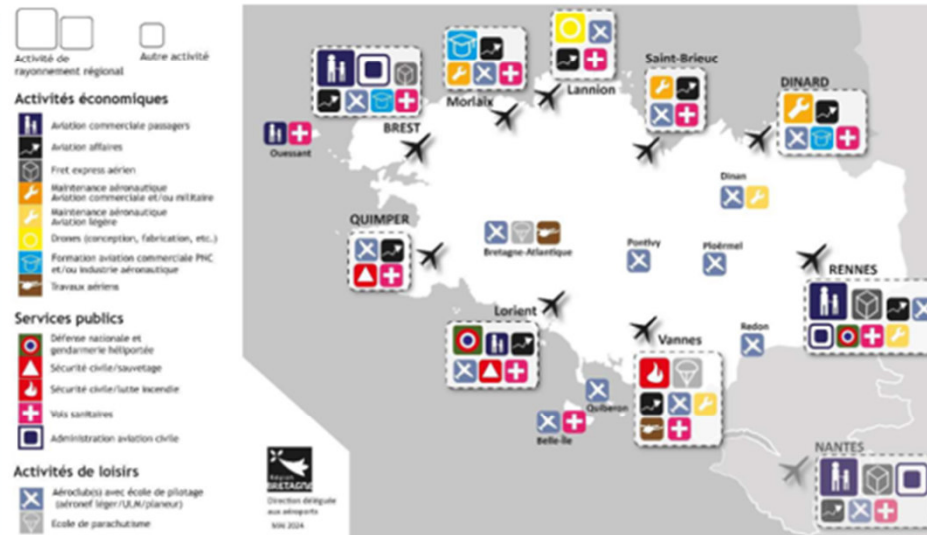 Activité de
rayonnement régional
Autre activité
Activités économiques
Aviation commerciale passagers
Aviation affaires
Fret express aérien
Maintenance aéronautique
Aviation commerciale et/ou militaire
Maintenance aéronautique
Aviation légère
Drones (conception, fabrication, etc.)
Formation aviation commerciale PNC
et/ou industrie aéronautique
Travaux aériens
Services publics
Défense nationale et
gendarmerie héliportée
Sécurité civile/sauvetage
Sécurité civile/lutte incendie
Vols sanitaires
Administration aviation civile
Activités de loisirs
Aéroclub(s) avec école de pilotage
(aéronef léger/ULM/planeur)
Ecole de parachutisme
BREST
Morlaix
Lannion
Saint-Brieuc
DINARD
Ouessant
Dinan
QUIMPER
Bretagne-Atlantique
Pontivy
Ploërmel
RENNES
Lorient
Vannes
Redon
Quiberon
Belle-Île
NANTES
Région
BRETAGNE
Direction déléguée
aux aéroports
MAI 2024